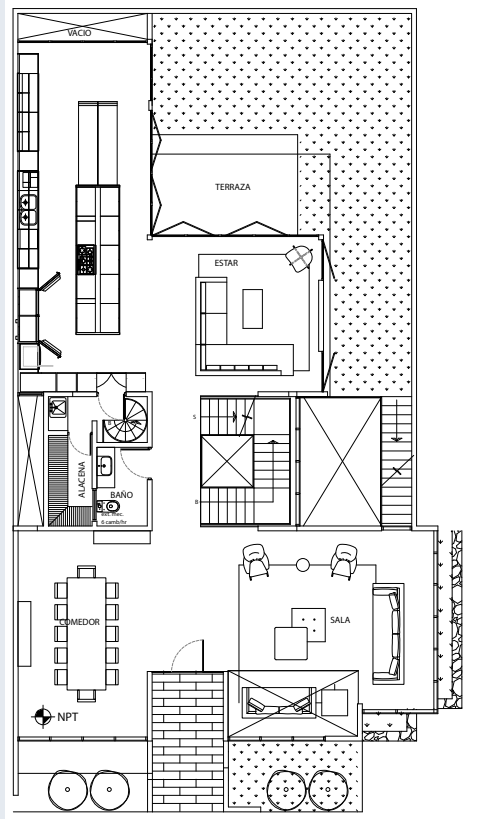 VACIO
TERRAZA
ESTAR
S
B
ALACENA
BAÑO
Ext. mec.
6 camb/hr
B
COMEDOR
SALA
NPT